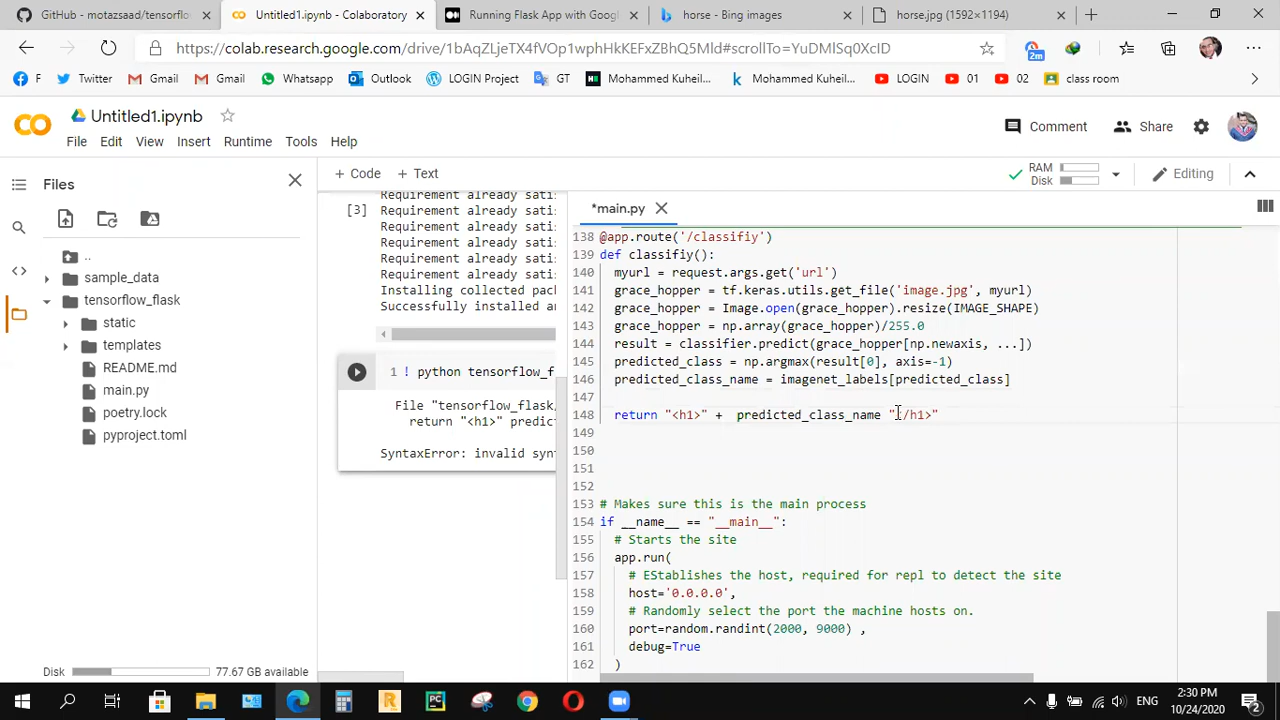 GitHub - motazsaad/tensorflo
Untitled1.ipynb - Colaboratory
Running Flask App with Googl
horse - Bing images
horse.jpg (1592×1194)
https://colab.research.google.com/drive/1bAqZLjeTX4fVOp1wphHkKEFxZBhQ5Mld#scrollTo=YuDMlSq0XcID
2m
F
Twitter
Gmail
Gmail
Whatsapp
Outlook
LOGIN Project
GT
Mohammed Kuheil...
Mohammed Kuheil...
LOGIN
01
02
class room
CO
Untitled1.ipynb
File Edit View Insert Runtime Tools Help
Comment
Share
Files
+ Code + Text
RAM
Disk
Editing
..
sample_data
tensorflow_flask
static
templates
README.md
main.py
poetry.lock
pyproject.toml
Disk 77.67 GB available
[3]
Requirement already sati
Requirement already sati
Requirement already sati
Requirement already sati
Requirement already sati
Requirement already sati
Installing collected pack
Successfully installed an
1 ! python tensorflow_f
File "tensorflow_flask/
return "<h1>" predict
SyntaxError: invalid synt
*main.py
138 @app.route('/classifiy')
139 def classifiy():
140 myurl = request.args.get('url')
141 grace_hopper = tf.keras.utils.get_file('image.jpg', myurl)
142 grace_hopper = Image.open(grace_hopper).resize(IMAGE_SHAPE)
143 grace_hopper = np.array(grace_hopper)/255.0
144 result = classifier.predict(grace_hopper[np.newaxis, ...])
145 predicted_class = np.argmax(result[0], axis=-1)
146 predicted_class_name = imagenet_labels[predicted_class]
147
148 return "<h1>" + predicted_class_name "</h1>"
149
150
151
152
153 # Makes sure this is the main process
154 if __name__ == "__main__":
155 # Starts the site
156 app.run(
157 # EStablishes the host, required for repl to detect the site
158 host='0.0.0.0',
159 # Randomly select the port the machine hosts on.
160 port=random.randint(2000, 9000) ,
161 debug=True
162 )
ENG
2:30 PM
10/24/2020
2